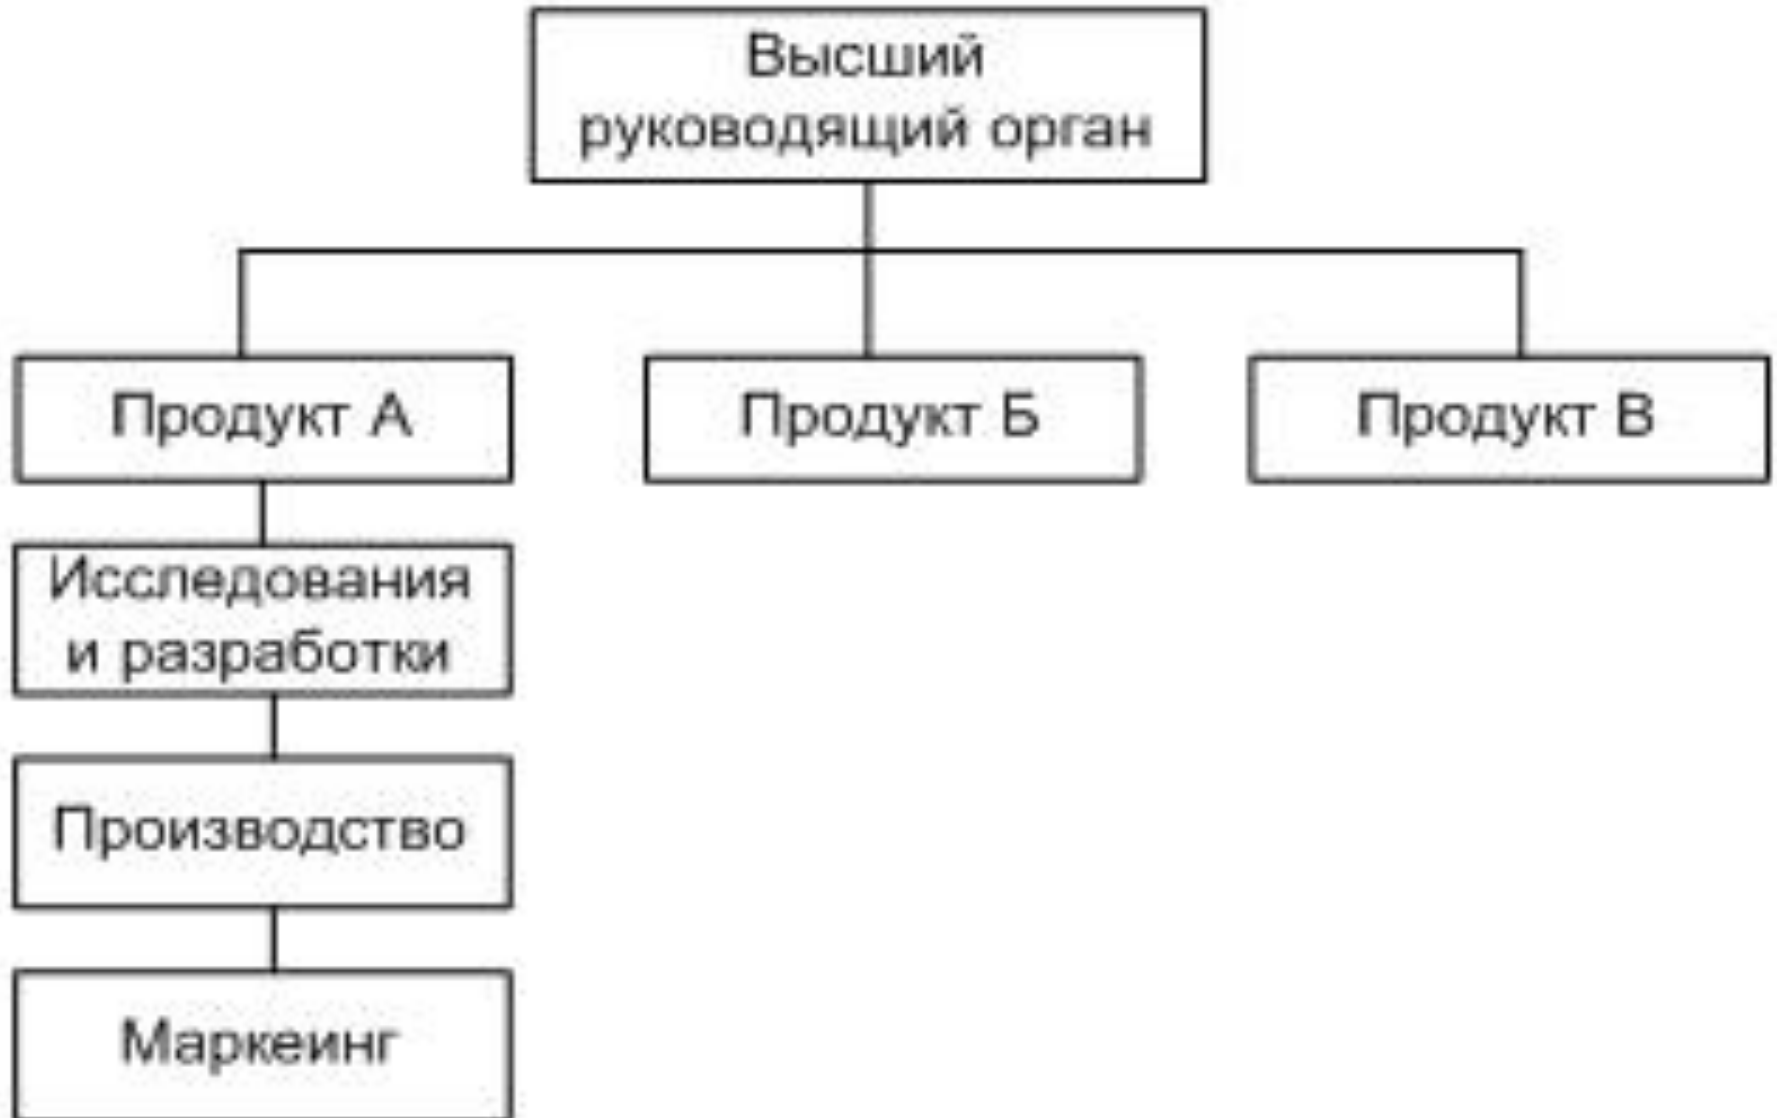 Высший
руководящий орган
Продукт А
Продукт Б
Продукт В
Исследования
и разработки
Производство
Маркеинг